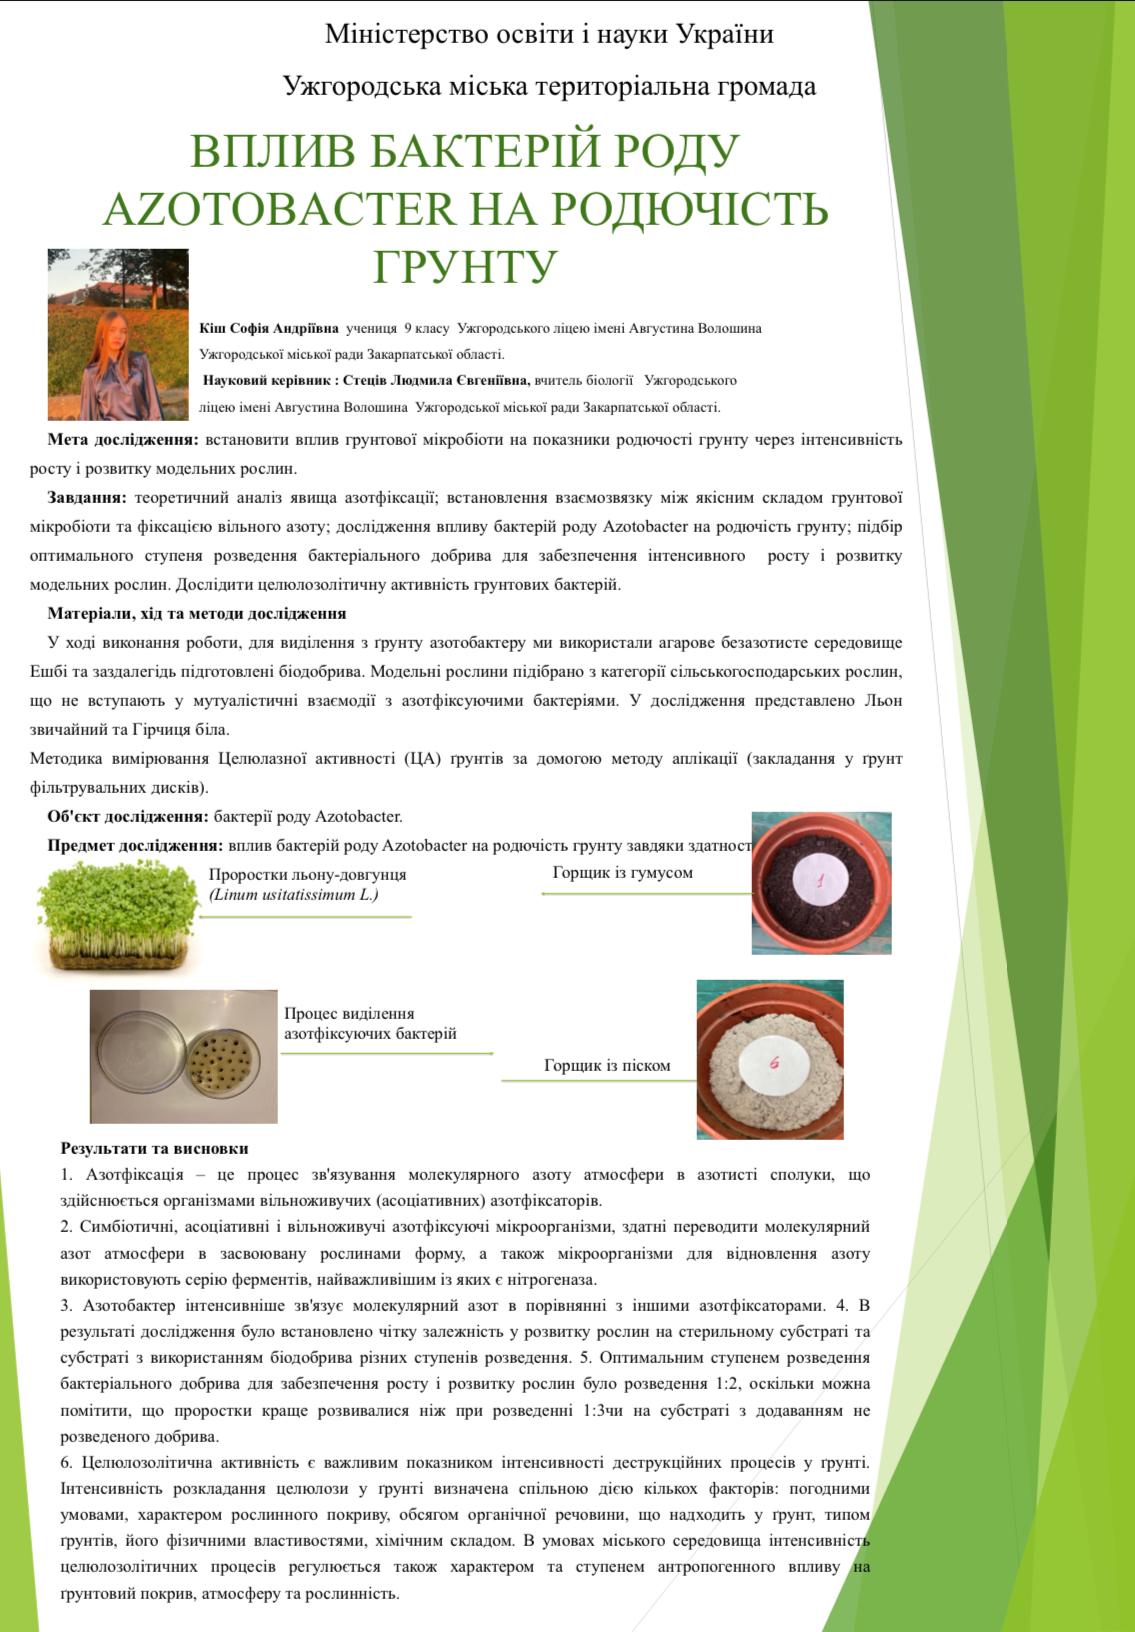 Міністерство освіти і науки України
Ужгородська міська територіальна громада
ВПЛИВ БАКТЕРІЙ РОДУ
AZOTOBACTER НА РОДЮЧІСТЬ
ГРУНТУ
Кіш Софія Андріївна учениця 9 класу Ужгородського ліцею імені Августина Волошина
Ужгородської міської ради Закарпатської області.
Науковий керівник : Стеців Людмила Євгеніївна, вчитель біології Ужгородського
ліцею імені Августина Волошина Ужгородської міської ради Закарпатської області.
Мета дослідження: встановити вплив грунтової мікробіоти на показники родючості грунту через інтенсивність
росту і розвитку модельних рослин.
Завдання: теоретичний аналіз явища азотфіксації; встановлення взаємозвязку між якісним складом грунтової
мікробіоти та фіксацією вільного азоту; дослідження впливу бактерій роду Azotobacter на родючість грунту; підбір
оптимального ступеня розведення бактеріального добрива для забезпечення інтенсивного росту і розвитку
модельних рослин. Дослідити целюлозолітичну активність грунтових бактерій.
Матеріали, хід та методи дослідження
У ході виконання роботи, для виділення з ґрунту азотобактеру ми використали агарове безазотисте середовище
Ешбі та заздалегідь підготовлені біодобрива. Модельні рослини підібрано з категорії сільськогосподарських рослин,
що не вступають у мутуалістичні взаємодії з азотфіксуючими бактеріями. У дослідження представлено Льон
звичайний та Гірчиця біла.
Методика вимірювання Целюлазної активності (ЦА) ґрунтів за домогою методу аплікації (закладання у ґрунт
фільтрувальних дисків).
Об'єкт дослідження: бактерії роду Azotobacter.
Предмет дослідження: вплив бактерій роду Azotobacter на родючість грунту завдяки здатност
Проростки льону-довгунця
(Linum usitatissimum L.)
Горщик із гумусом
1
Процес виділення
азотфіксуючих бактерій
Горщик із піском
6
Результати та висновки
1. Азотфіксація – це процес зв'язування молекулярного азоту атмосфери в азотисті сполуки, що
здійснюється організмами вільноживучих (асоціативних) азотфіксаторів.
2. Симбіотичні, асоціативні і вільноживучі азотфіксуючі мікроорганізми, здатні переводити молекулярний
азот атмосфери в засвоювану рослинами форму, а також мікроорганізми для відновлення азоту
використовують серію ферментів, найважливішим із яких є нітрогеназа.
3. Азотобактер інтенсивніше зв'язує молекулярний азот в порівнянні з іншими азотфіксаторами. 4. В
результаті дослідження було встановлено чітку залежність у розвитку рослин на стерильному субстраті та
субстраті з використанням біодобрива різних ступенів розведення. 5. Оптимальним ступенем розведення
бактеріального добрива для забезпечення росту і розвитку рослин було розведення 1:2, оскільки можна
помітити, що проростки краще розвивалися ніж при розведенні 1:3чи на субстраті з додаванням не
розведеного добрива.
6. Целюлозолітична активність є важливим показником інтенсивності деструкційних процесів у ґрунті.
Інтенсивність розкладання целюлози у ґрунті визначена спільною дією кількох факторів: погодними
умовами, характером рослинного покриву, обсягом органічної речовини, що надходить у ґрунт, типом
ґрунтів, його фізичними властивостями, хімічним складом. В умовах міського середовища інтенсивність
целюлозолітичних процесів регулюється також характером та ступенем антропогенного впливу на
ґрунтовий покрив, атмосферу та рослинність.